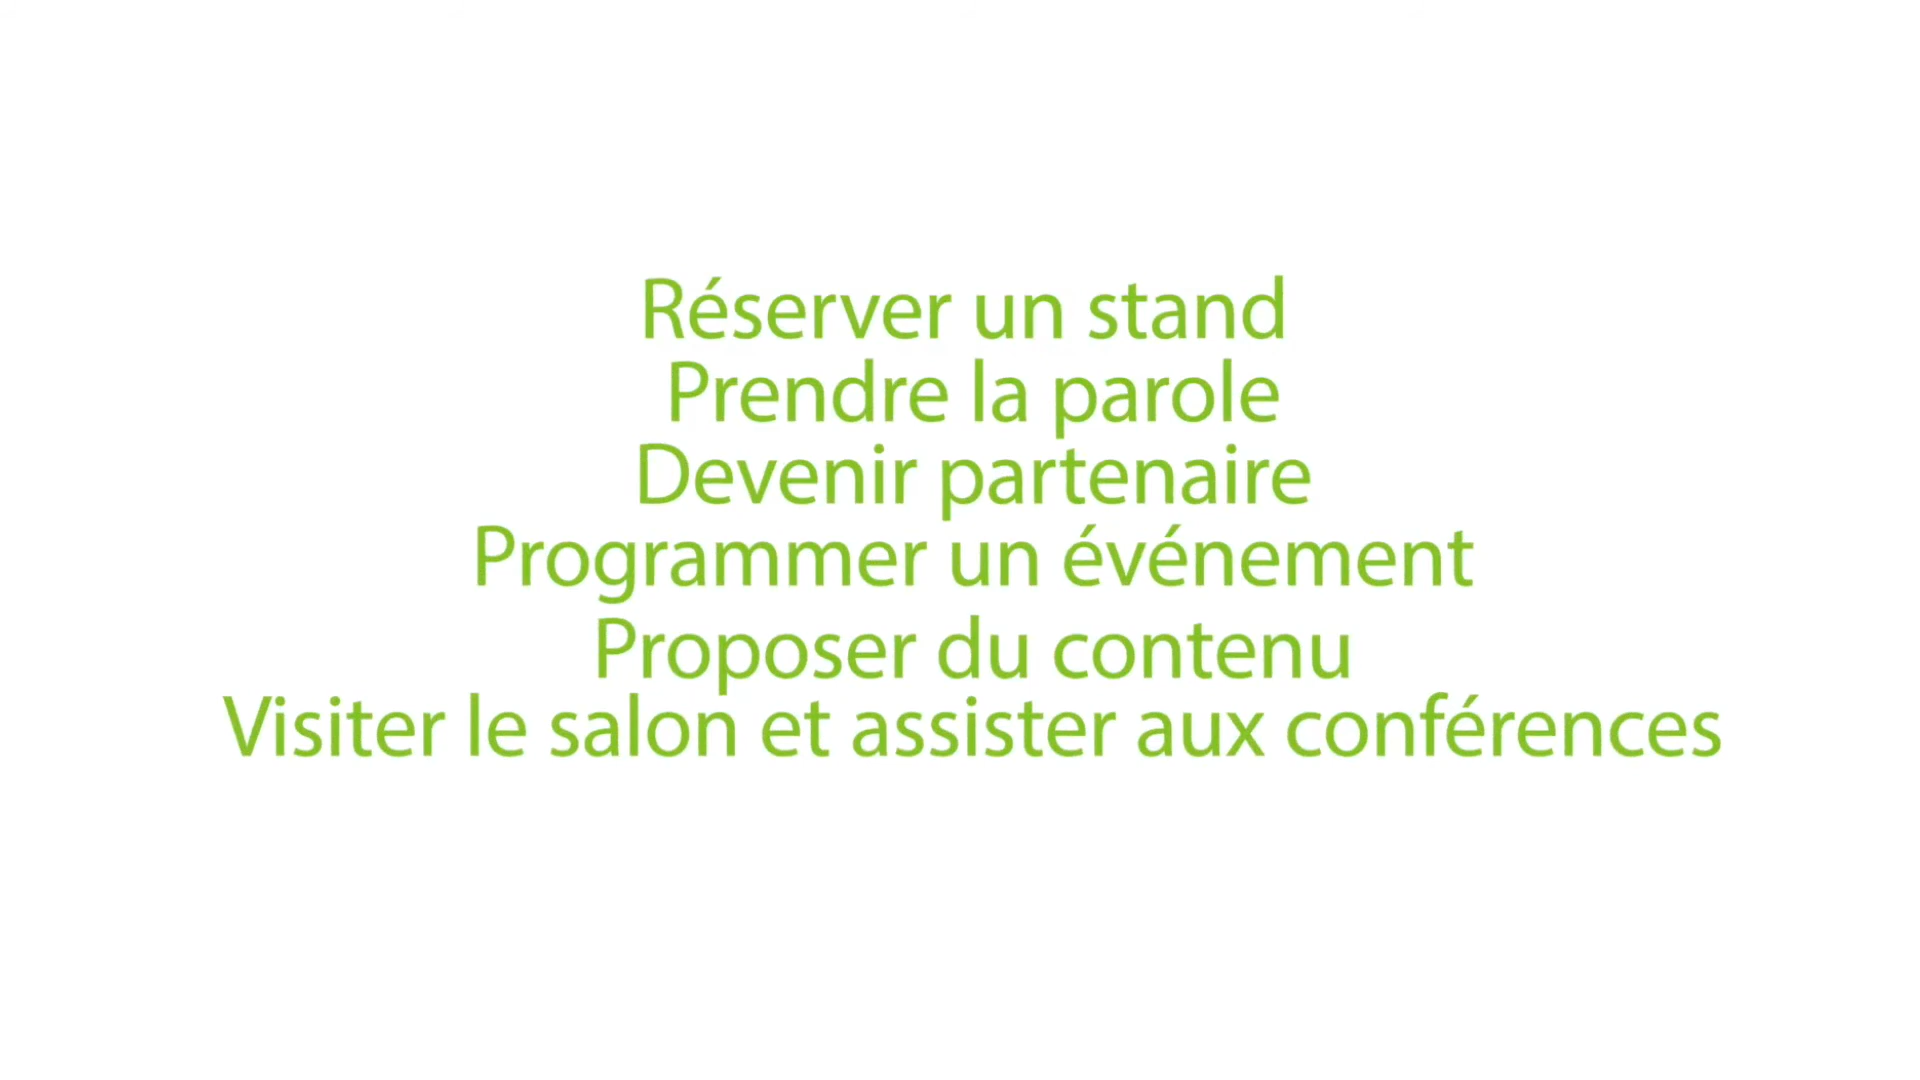 Réserver un stand
Prendre la parole
Devenir partenaire
Programmer un événement
Proposer du contenu
Visiter le salon et assister aux conférences